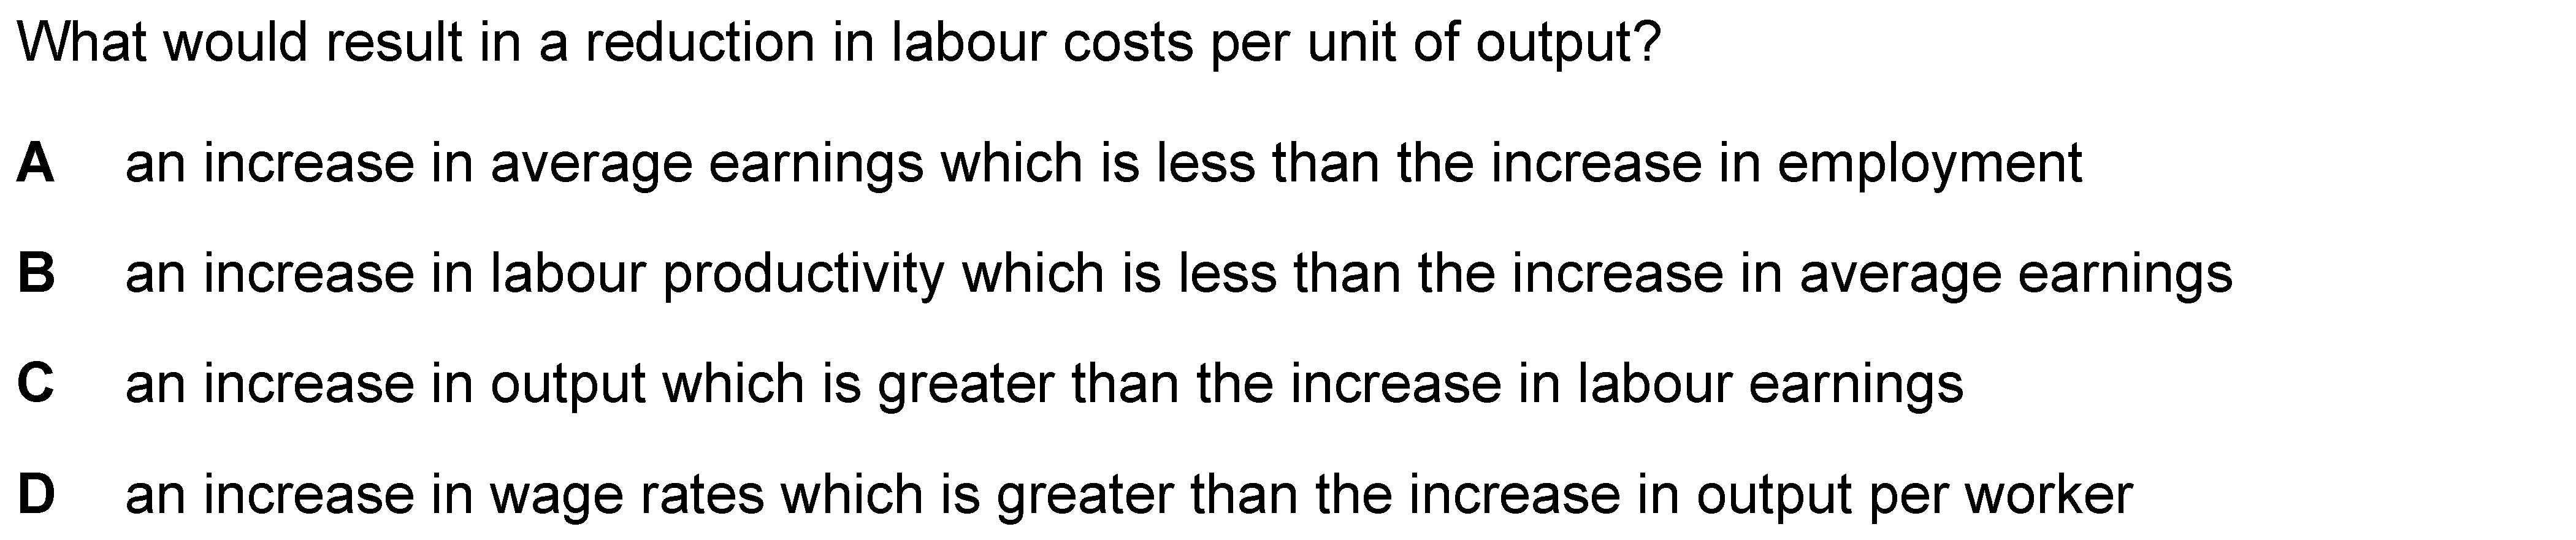 What would result in a reduction in labour costs per unit of output?
A an increase in average earnings which is less than the increase in employment
B an increase in labour productivity which is less than the increase in average earnings
C an increase in output which is greater than the increase in labour earnings
D an increase in wage rates which is greater than the increase in output per worker